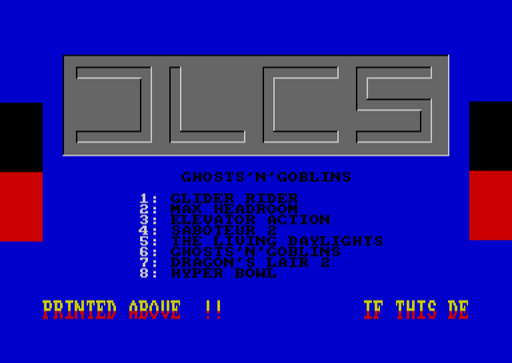 DLCS
GHOSTS'N'GOBLINS
1: GLIDER RIDER
2: MAX HEADROOM
3: ELEVATOR ACTION
4: SABOTEUR 2
5: THE LIVING DAYLIGHTS
6: GHOSTS'N'GOBLINS
7: DRAGON'S LAIR 2
8: HYPER BOWL
PRINTED ABOVE !! IF THIS DE